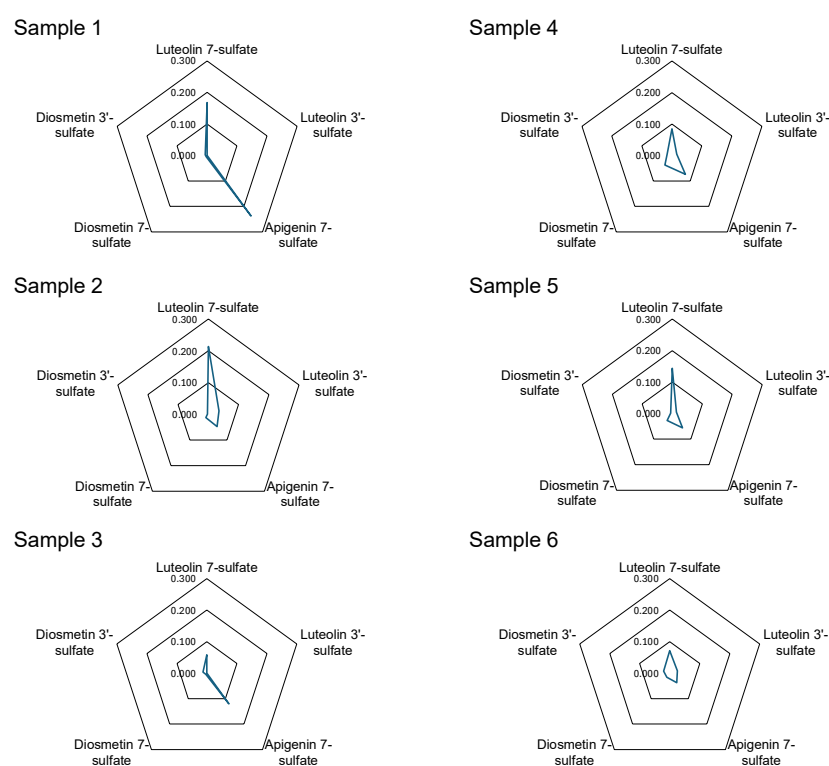 Sample 1
Luteolin 7-sulfate
0.300
0.200
0.100
0.000
Luteolin 3'-
sulfate
Apigenin 7-
sulfate
Diosmetin 7-
sulfate
Diosmetin 3'-
sulfate
Sample 4
Luteolin 7-sulfate
0.300
0.200
0.100
0.000
Luteolin 3'-
sulfate
Apigenin 7-
sulfate
Diosmetin 7-
sulfate
Diosmetin 3'-
sulfate
Sample 2
Luteolin 7-sulfate
0.300
0.200
0.100
0.000
Luteolin 3'-
sulfate
Apigenin 7-
sulfate
Diosmetin 7-
sulfate
Diosmetin 3'-
sulfate
Sample 5
Luteolin 7-sulfate
0.300
0.200
0.100
0.000
Luteolin 3'-
sulfate
Apigenin 7-
sulfate
Diosmetin 7-
sulfate
Diosmetin 3'-
sulfate
Sample 3
Luteolin 7-sulfate
0.300
0.200
0.100
0.000
Luteolin 3'-
sulfate
Apigenin 7-
sulfate
Diosmetin 7-
sulfate
Diosmetin 3'-
sulfate
Sample 6
Luteolin 7-sulfate
0.300
0.200
0.100
0.000
Luteolin 3'-
sulfate
Apigenin 7-
sulfate
Diosmetin 7-
sulfate
Diosmetin 3'-
sulfate